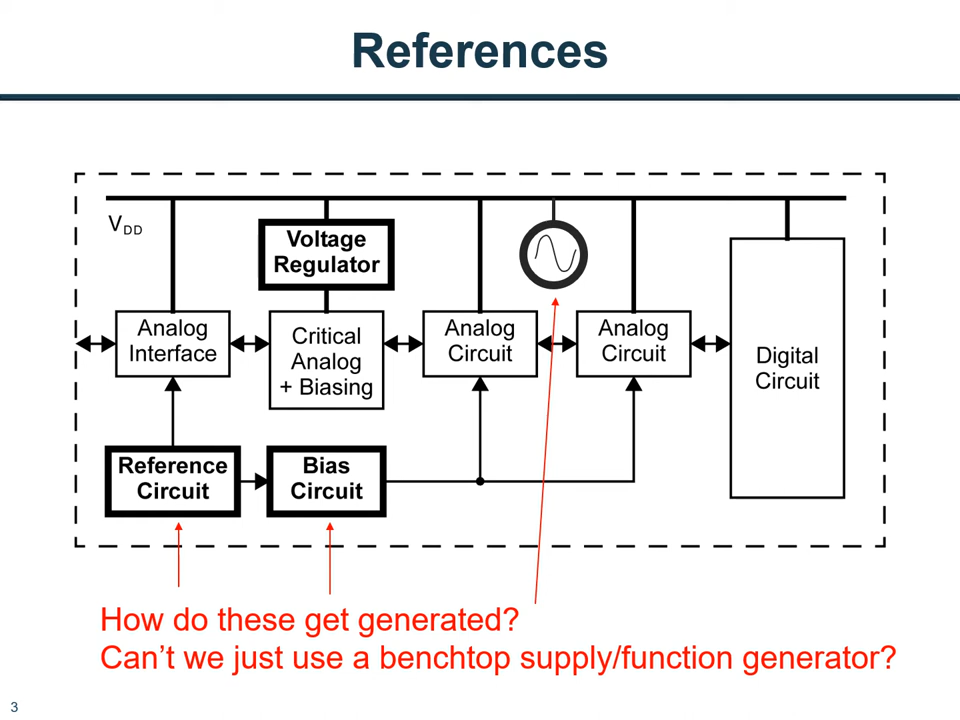 References
V_DD
Voltage
Regulator
Analog
Interface
Critical
Analog
+ Biasing
Analog
Circuit
Analog
Circuit
Digital
Circuit
Reference
Circuit
Bias
Circuit
How do these get generated?
Can’t we just use a benchtop supply/function generator?
3